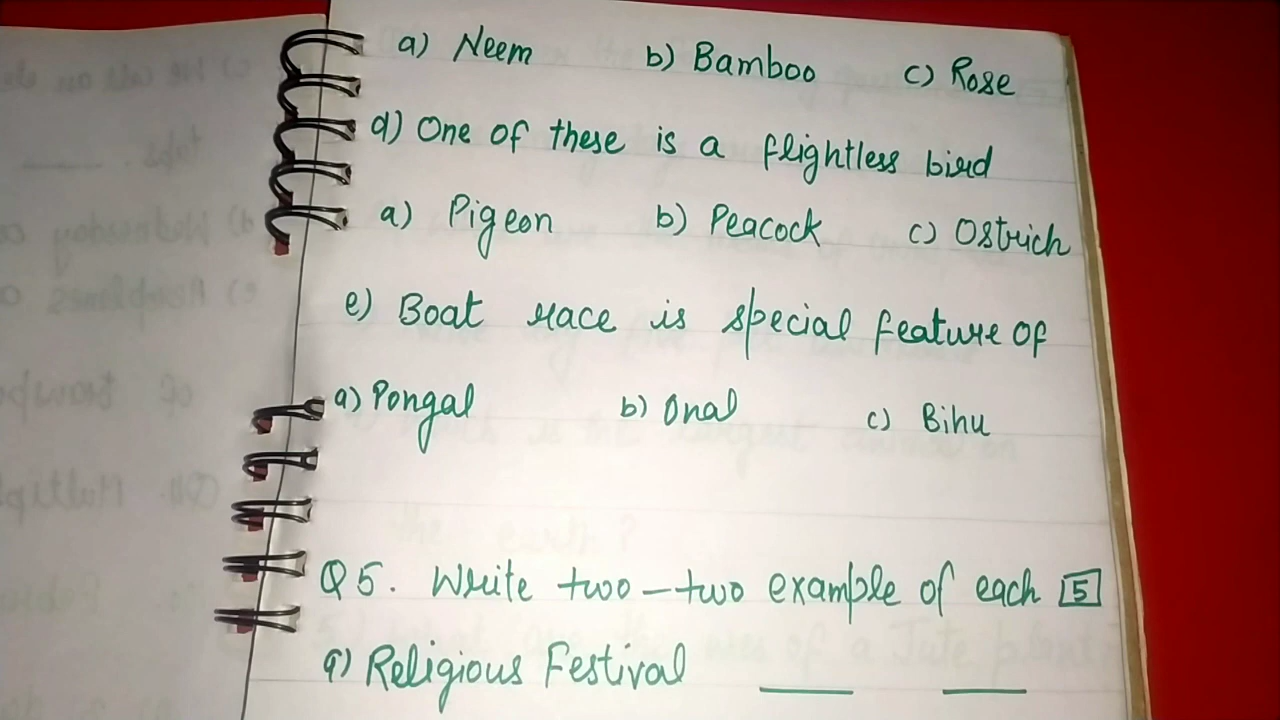 a) Neem b) Bamboo c) Rose
d) One of these is a flightless bird
a) Pigeon b) Peacock c) Ostrich
e) Boat race is special feature of
a) Pongal b) Onal c) Bihu
Q5. Write two-two example of each 5
a) Religious Festival ____ ____